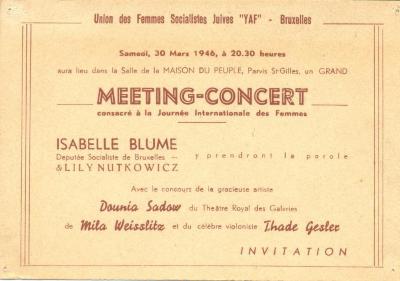 Union des Femmes Socialistes Juives "YAF" - Bruxelles
Samedi, 30 Mars 1946, à 20.30 heures
aura lieu dans la Salle de la MAISON DU PEUPLE, Parvis St-Gilles, un GRAND
MEETING-CONCERT
consacré à la Journée Internationale des Femmes
ISABELLE BLUME
Députée Socialiste de Bruxelles — y prendront la parole
& LILY NUTKOWICZ
Avec le concours de la gracieuse artiste
Dounia Sadow du Théatre Royal des Galeries
de Mila Weisslitz et du célèbre violoniste Thade Gesler
INVITATION